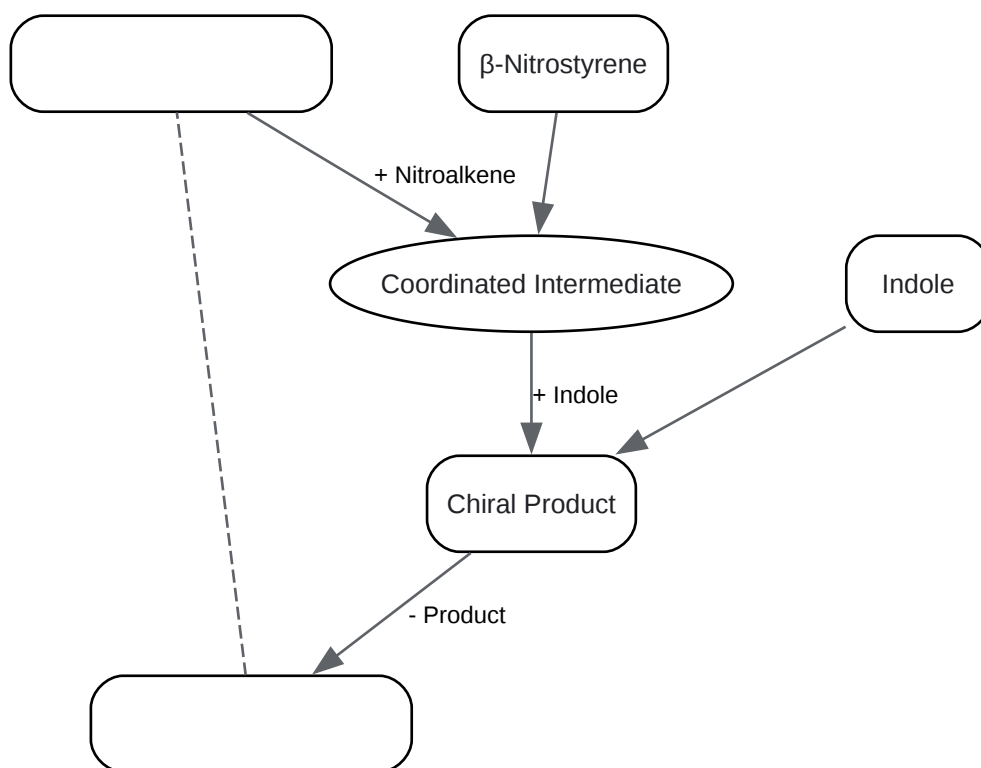 β-Nitrostyrene
+ Nitroalkene
Coordinated Intermediate
Indole
+ Indole
Chiral Product
- Product